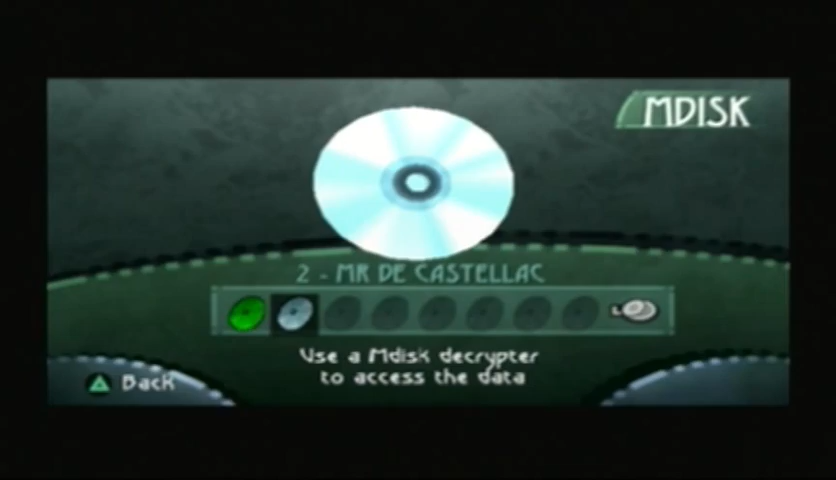 MDISK
2 - MR DE CASTELLAC
Use a Mdisk decrypter
to access the data
Back